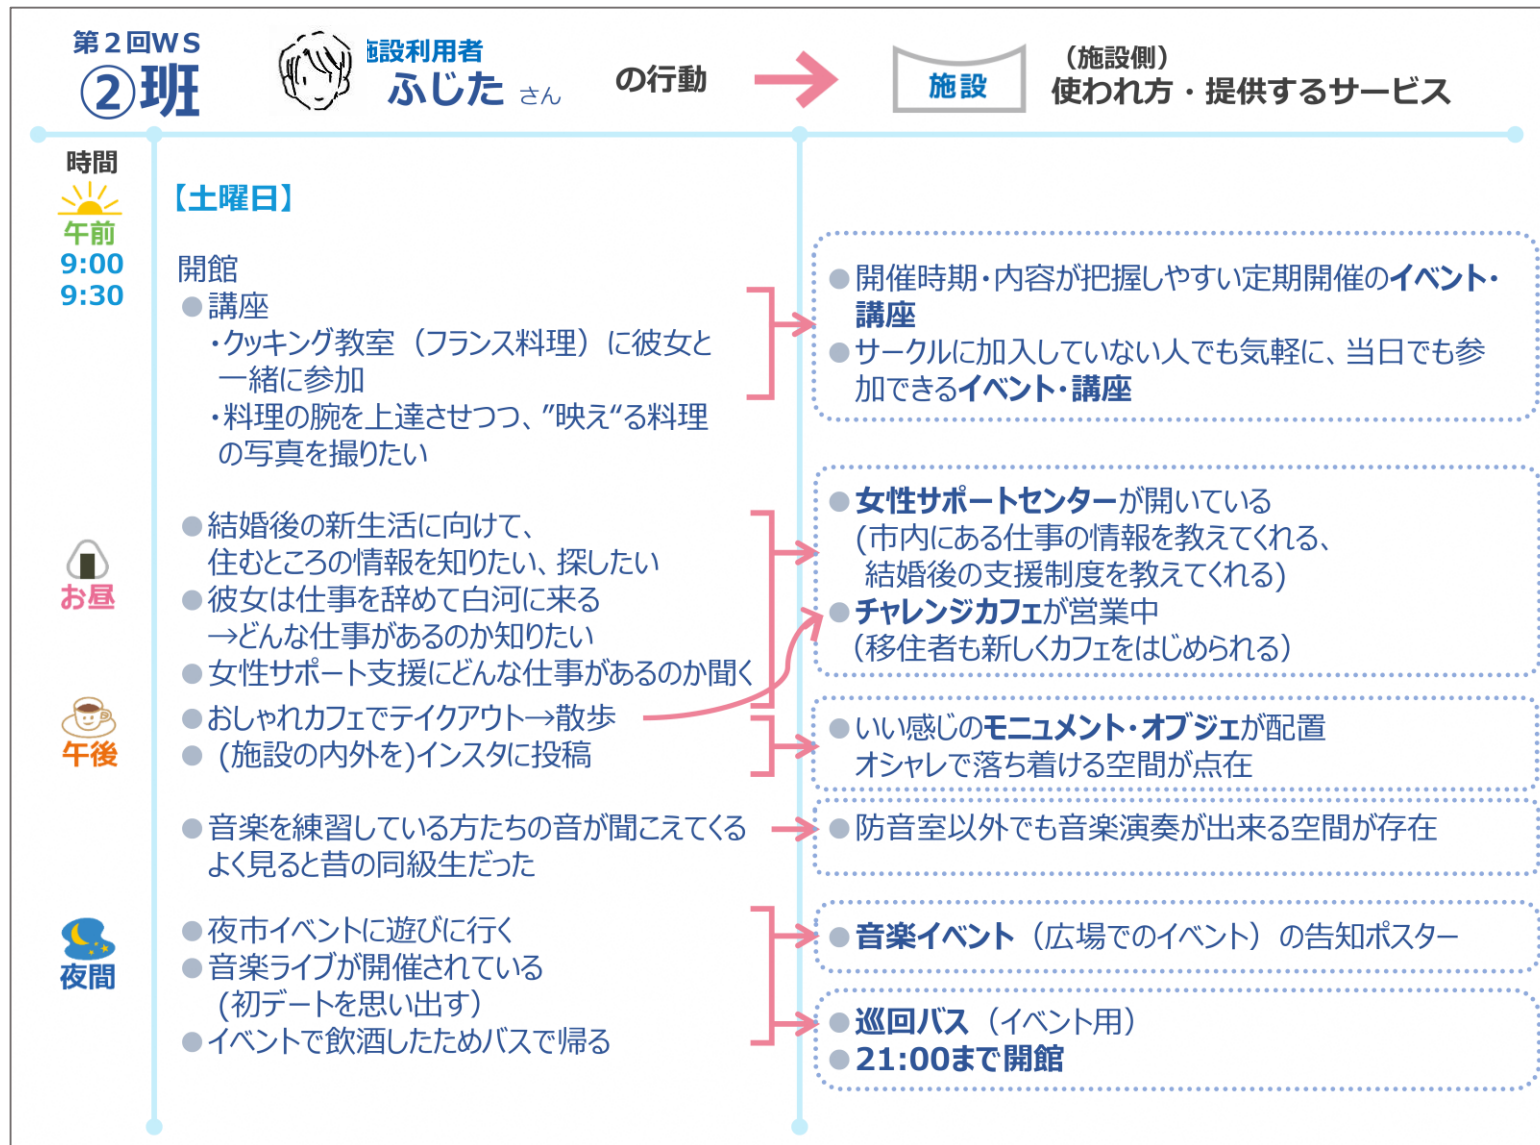 第２回WS
②班
施設利用者
ふじた さん
の行動
施設
（施設側）
使われ方・提供するサービス
時間
午前
9:00
9:30
【土曜日】
開館
●講座
・クッキング教室（フランス料理）に彼女と
一緒に参加
・料理の腕を上達させつつ、”映え“る料理
の写真を撮りたい
●開催時期・内容が把握しやすい定期開催のイベント・
講座
●サークルに加入していない人でも気軽に、当日でも参
加できるイベント・講座
お昼
●結婚後の新生活に向けて、
住むところの情報を知りたい、探したい
●彼女は仕事を辞めて白河に来る
→どんな仕事があるのか知りたい
●女性サポート支援にどんな仕事があるのか聞く
●女性サポートセンターが開いている
(市内にある仕事の情報を教えてくれる、
結婚後の支援制度を教えてくれる)
●チャレンジカフェが営業中
（移住者も新しくカフェをはじめられる）
午後
●おしゃれカフェでテイクアウト→散歩
●(施設の内外を)インスタに投稿
●いい感じのモニュメント・オブジェが配置
オシャレで落ち着ける空間が点在
●音楽を練習している方たちの音が聞こえてくる
よく見ると昔の同級生だった
●防音室以外でも音楽演奏が出来る空間が存在
夜間
●夜市イベントに遊びに行く
●音楽ライブが開催されている
(初デートを思い出す）
●イベントで飲酒したためバスで帰る
●音楽イベント（広場でのイベント）の告知ポスター
●巡回バス（イベント用）
●21:00まで開館